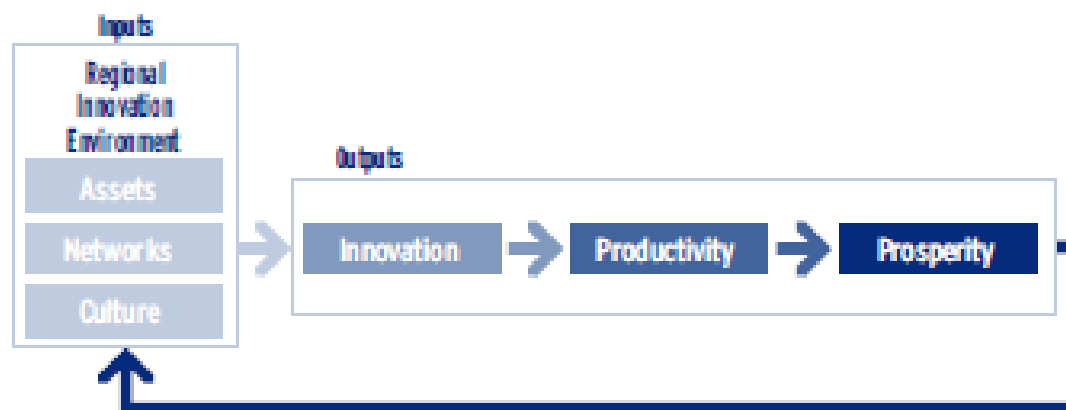 Inputs
Regional
Innovation
Environment
Assets
Networks
Culture
Outputs
Innovation
Productivity
Prosperity